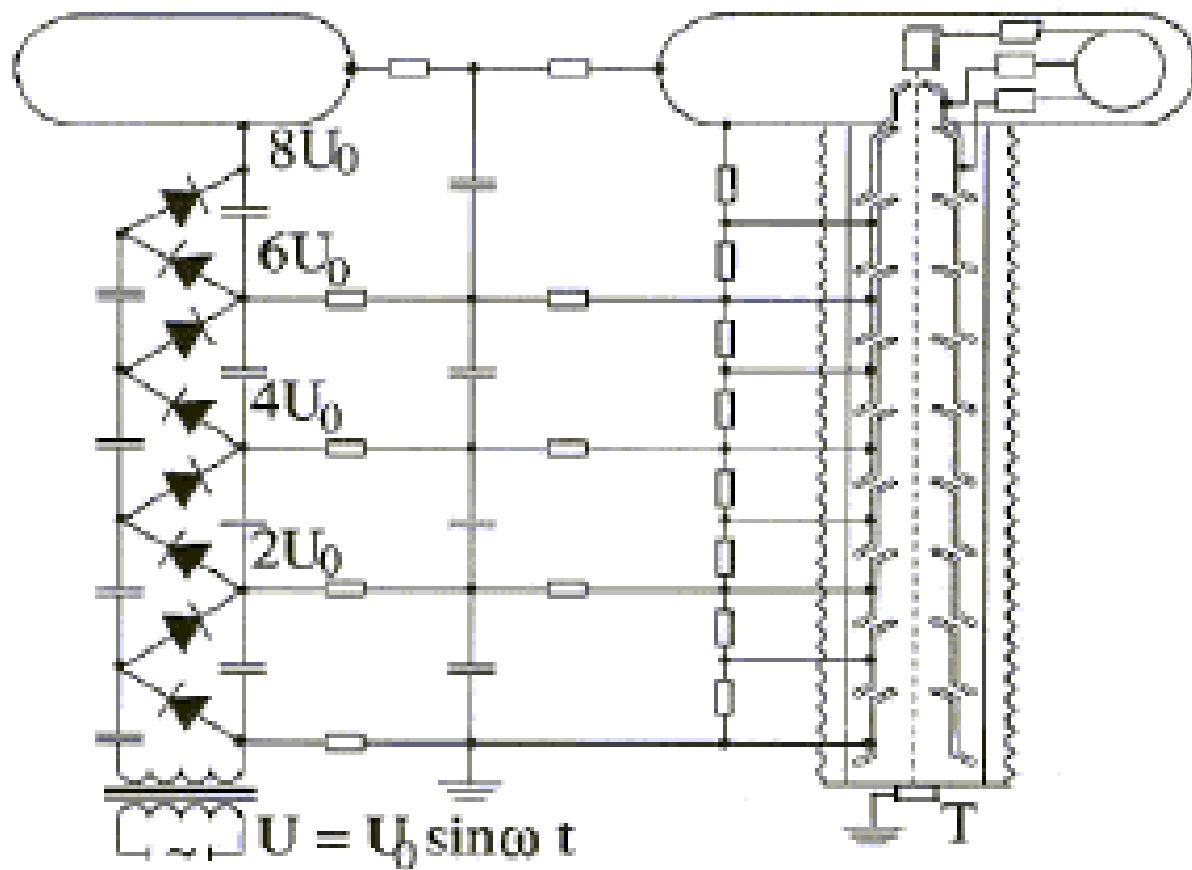 8U₀
6U₀
4U₀
2U₀
U = U₀ sinω t
T